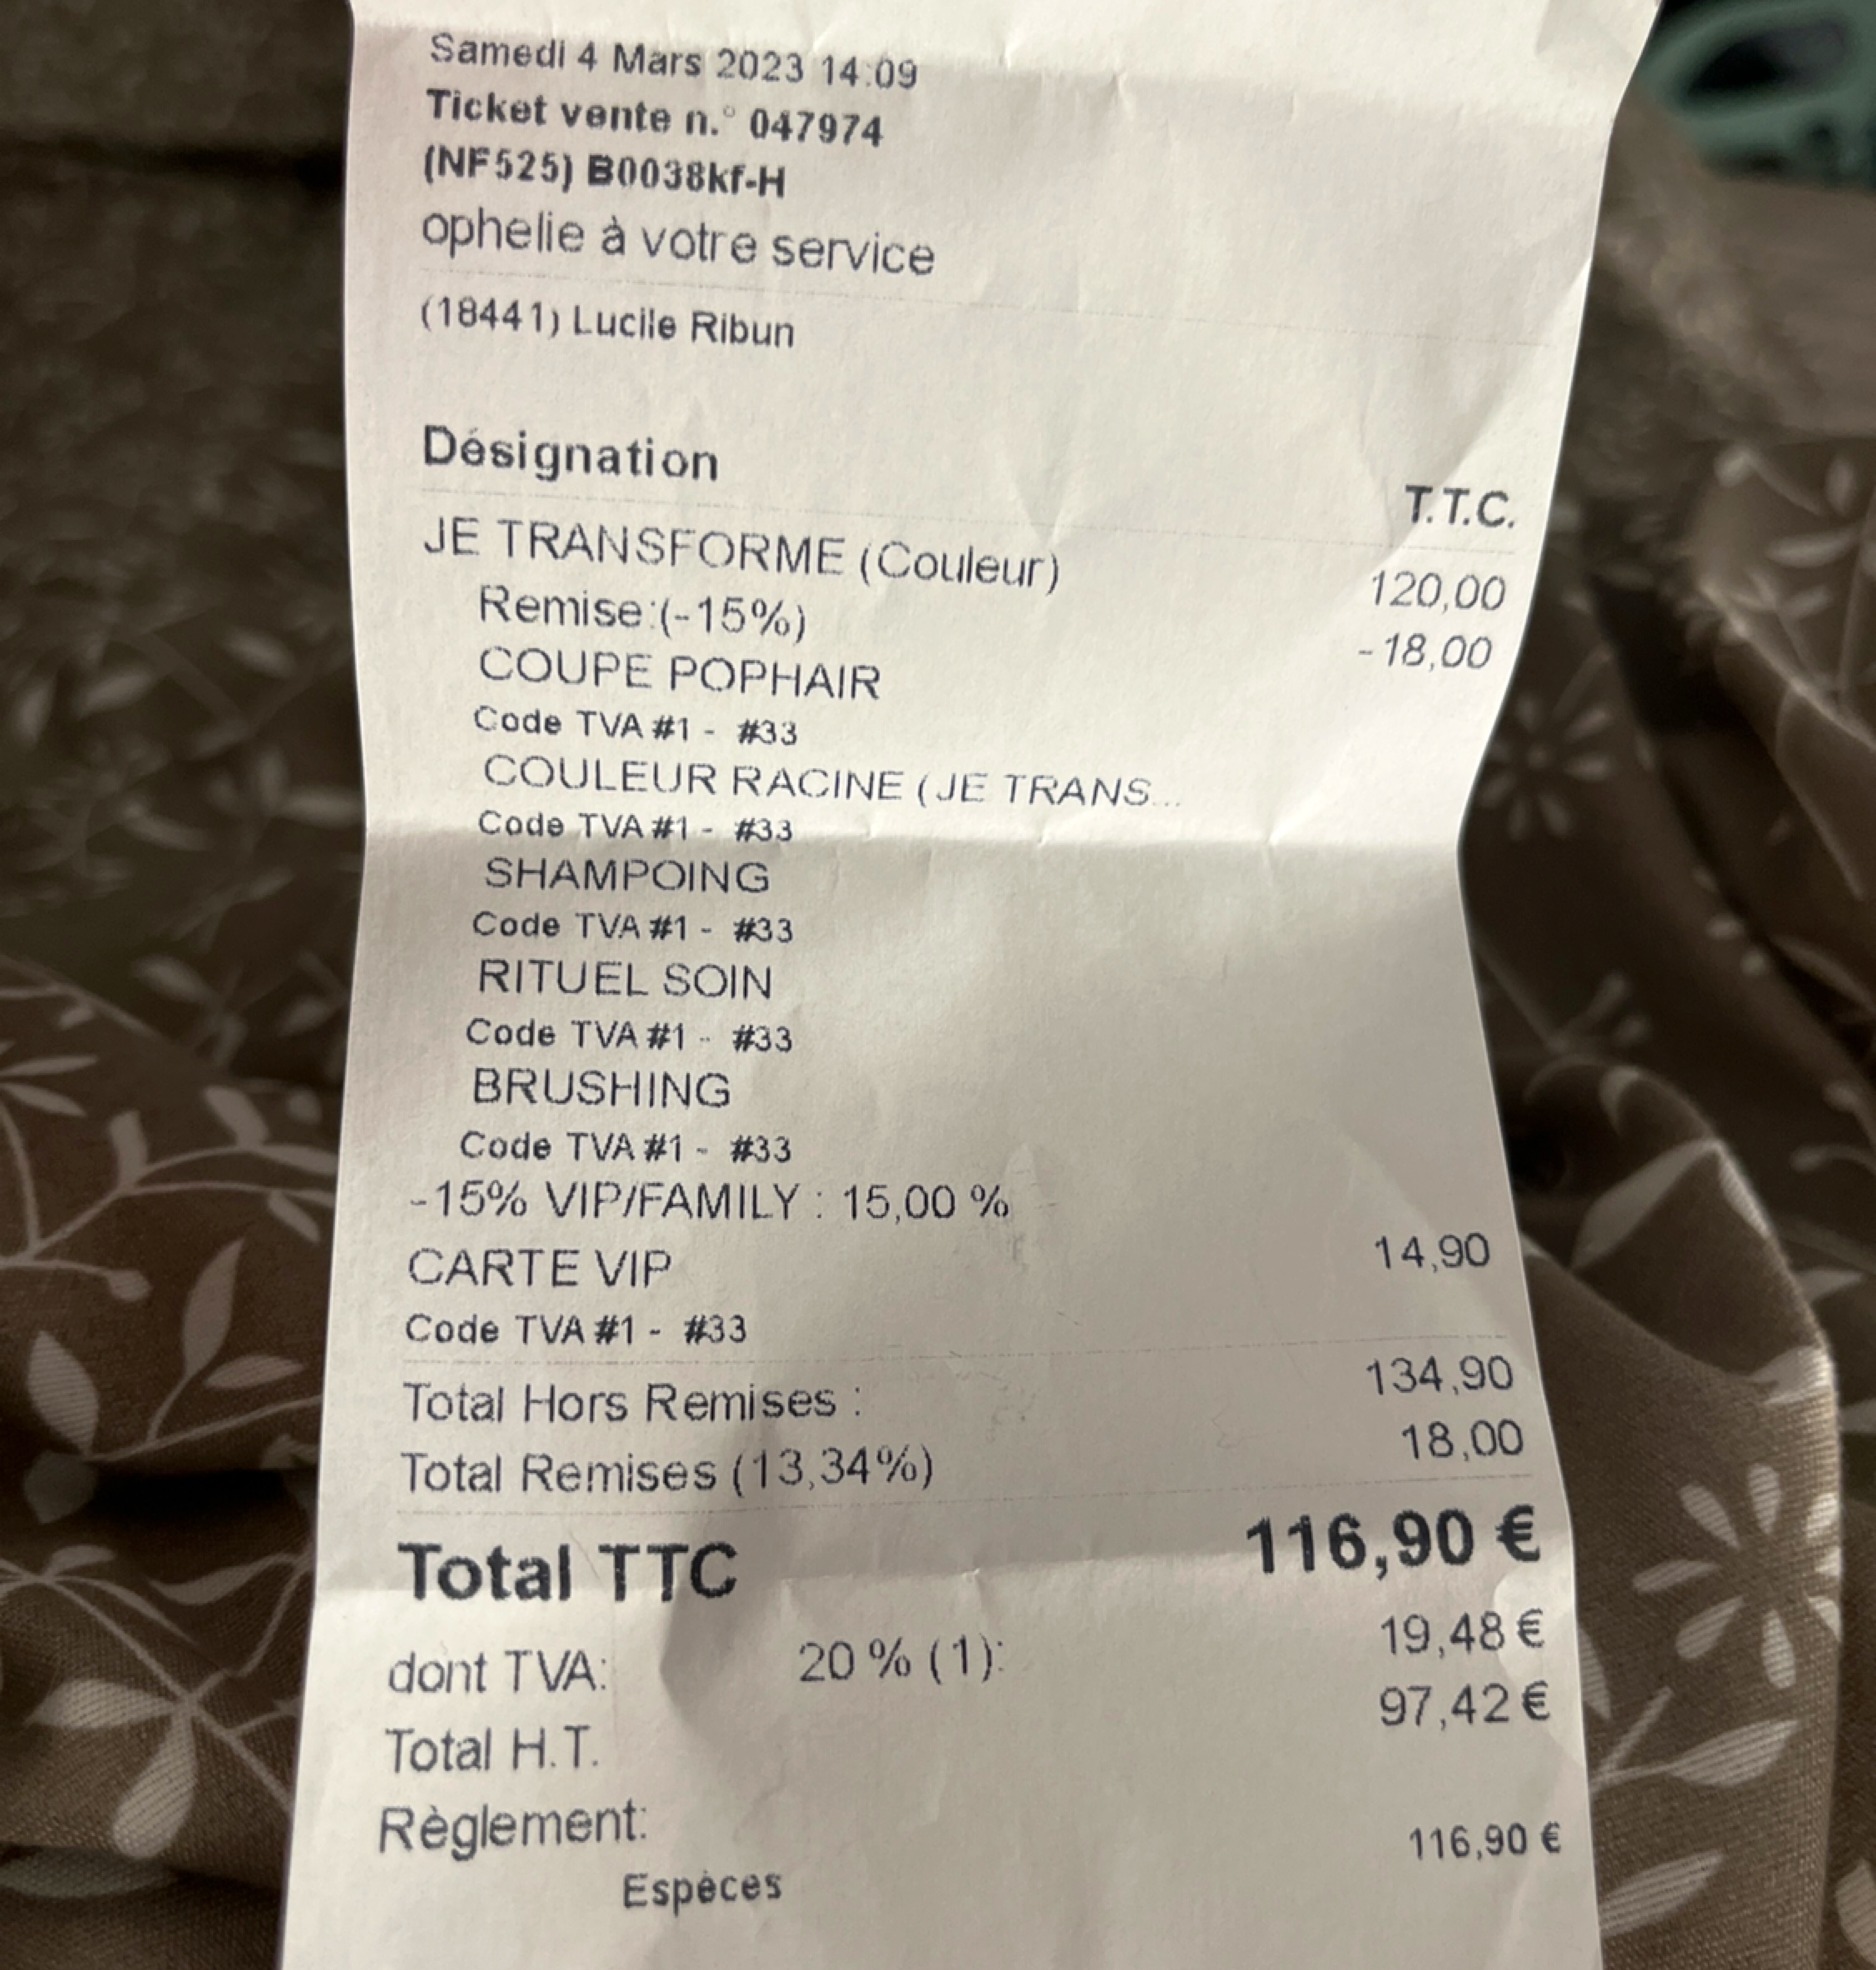 Samedi 4 Mars 2023 14:09
Ticket vente n.° 047974
(NF525) B0038kf-H
ophelie à votre service
(18441) Lucile Ribun
Désignation T.T.C.
JE TRANSFORME (Couleur) 120,00
Remise:(-15%) -18,00
COUPE POPHAIR
Code TVA #1 - #33
COULEUR RACINE (JE TRANS...
Code TVA #1 - #33
SHAMPOING
Code TVA #1 - #33
RITUEL SOIN
Code TVA #1 - #33
BRUSHING
Code TVA #1 - #33
-15% VIP/FAMILY : 15,00 %
CARTE VIP 14,90
Code TVA #1 - #33
Total Hors Remises : 134,90
Total Remises (13,34%) 18,00
Total TTC 116,90 €
dont TVA: 20 % (1): 19,48 €
Total H.T. 97,42 €
Règlement:
Espèces 116,90 €